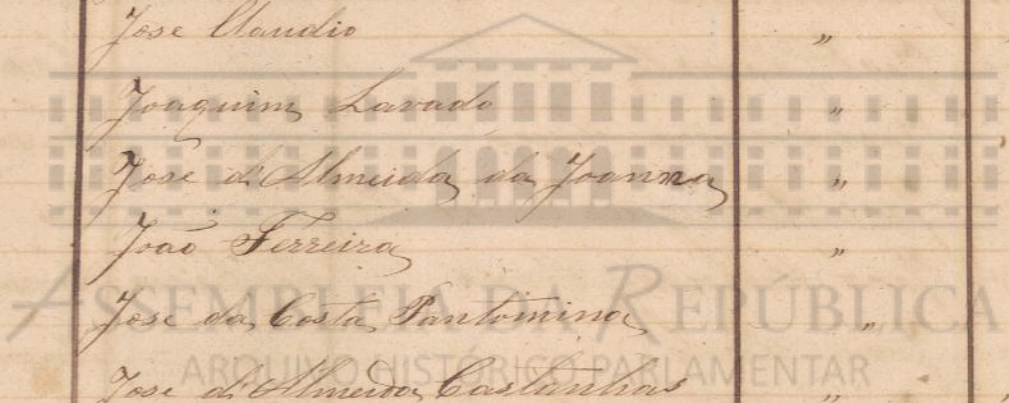 Jose Claudio „
Joaquim Lavado „
Jose d'Almeida da Joanna „
João Ferreira „
Jose da Costa Pantomina „
Jose d'Almeida Castanhas „
ASSEMBLEIA DA REPÚBLICA
ARQUIVO HISTÓRICO PARLAMENTAR